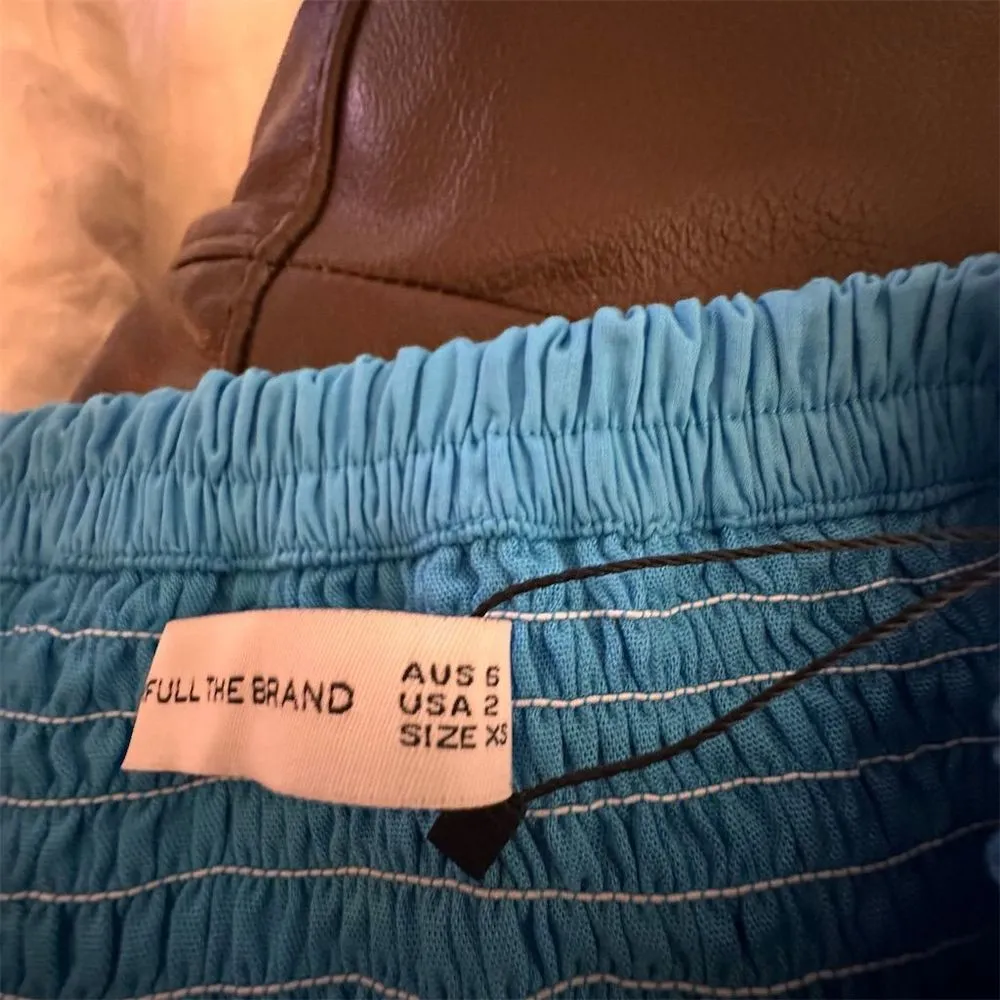 FULL THE BRAND
AUS 6
USA 2
SIZE XS